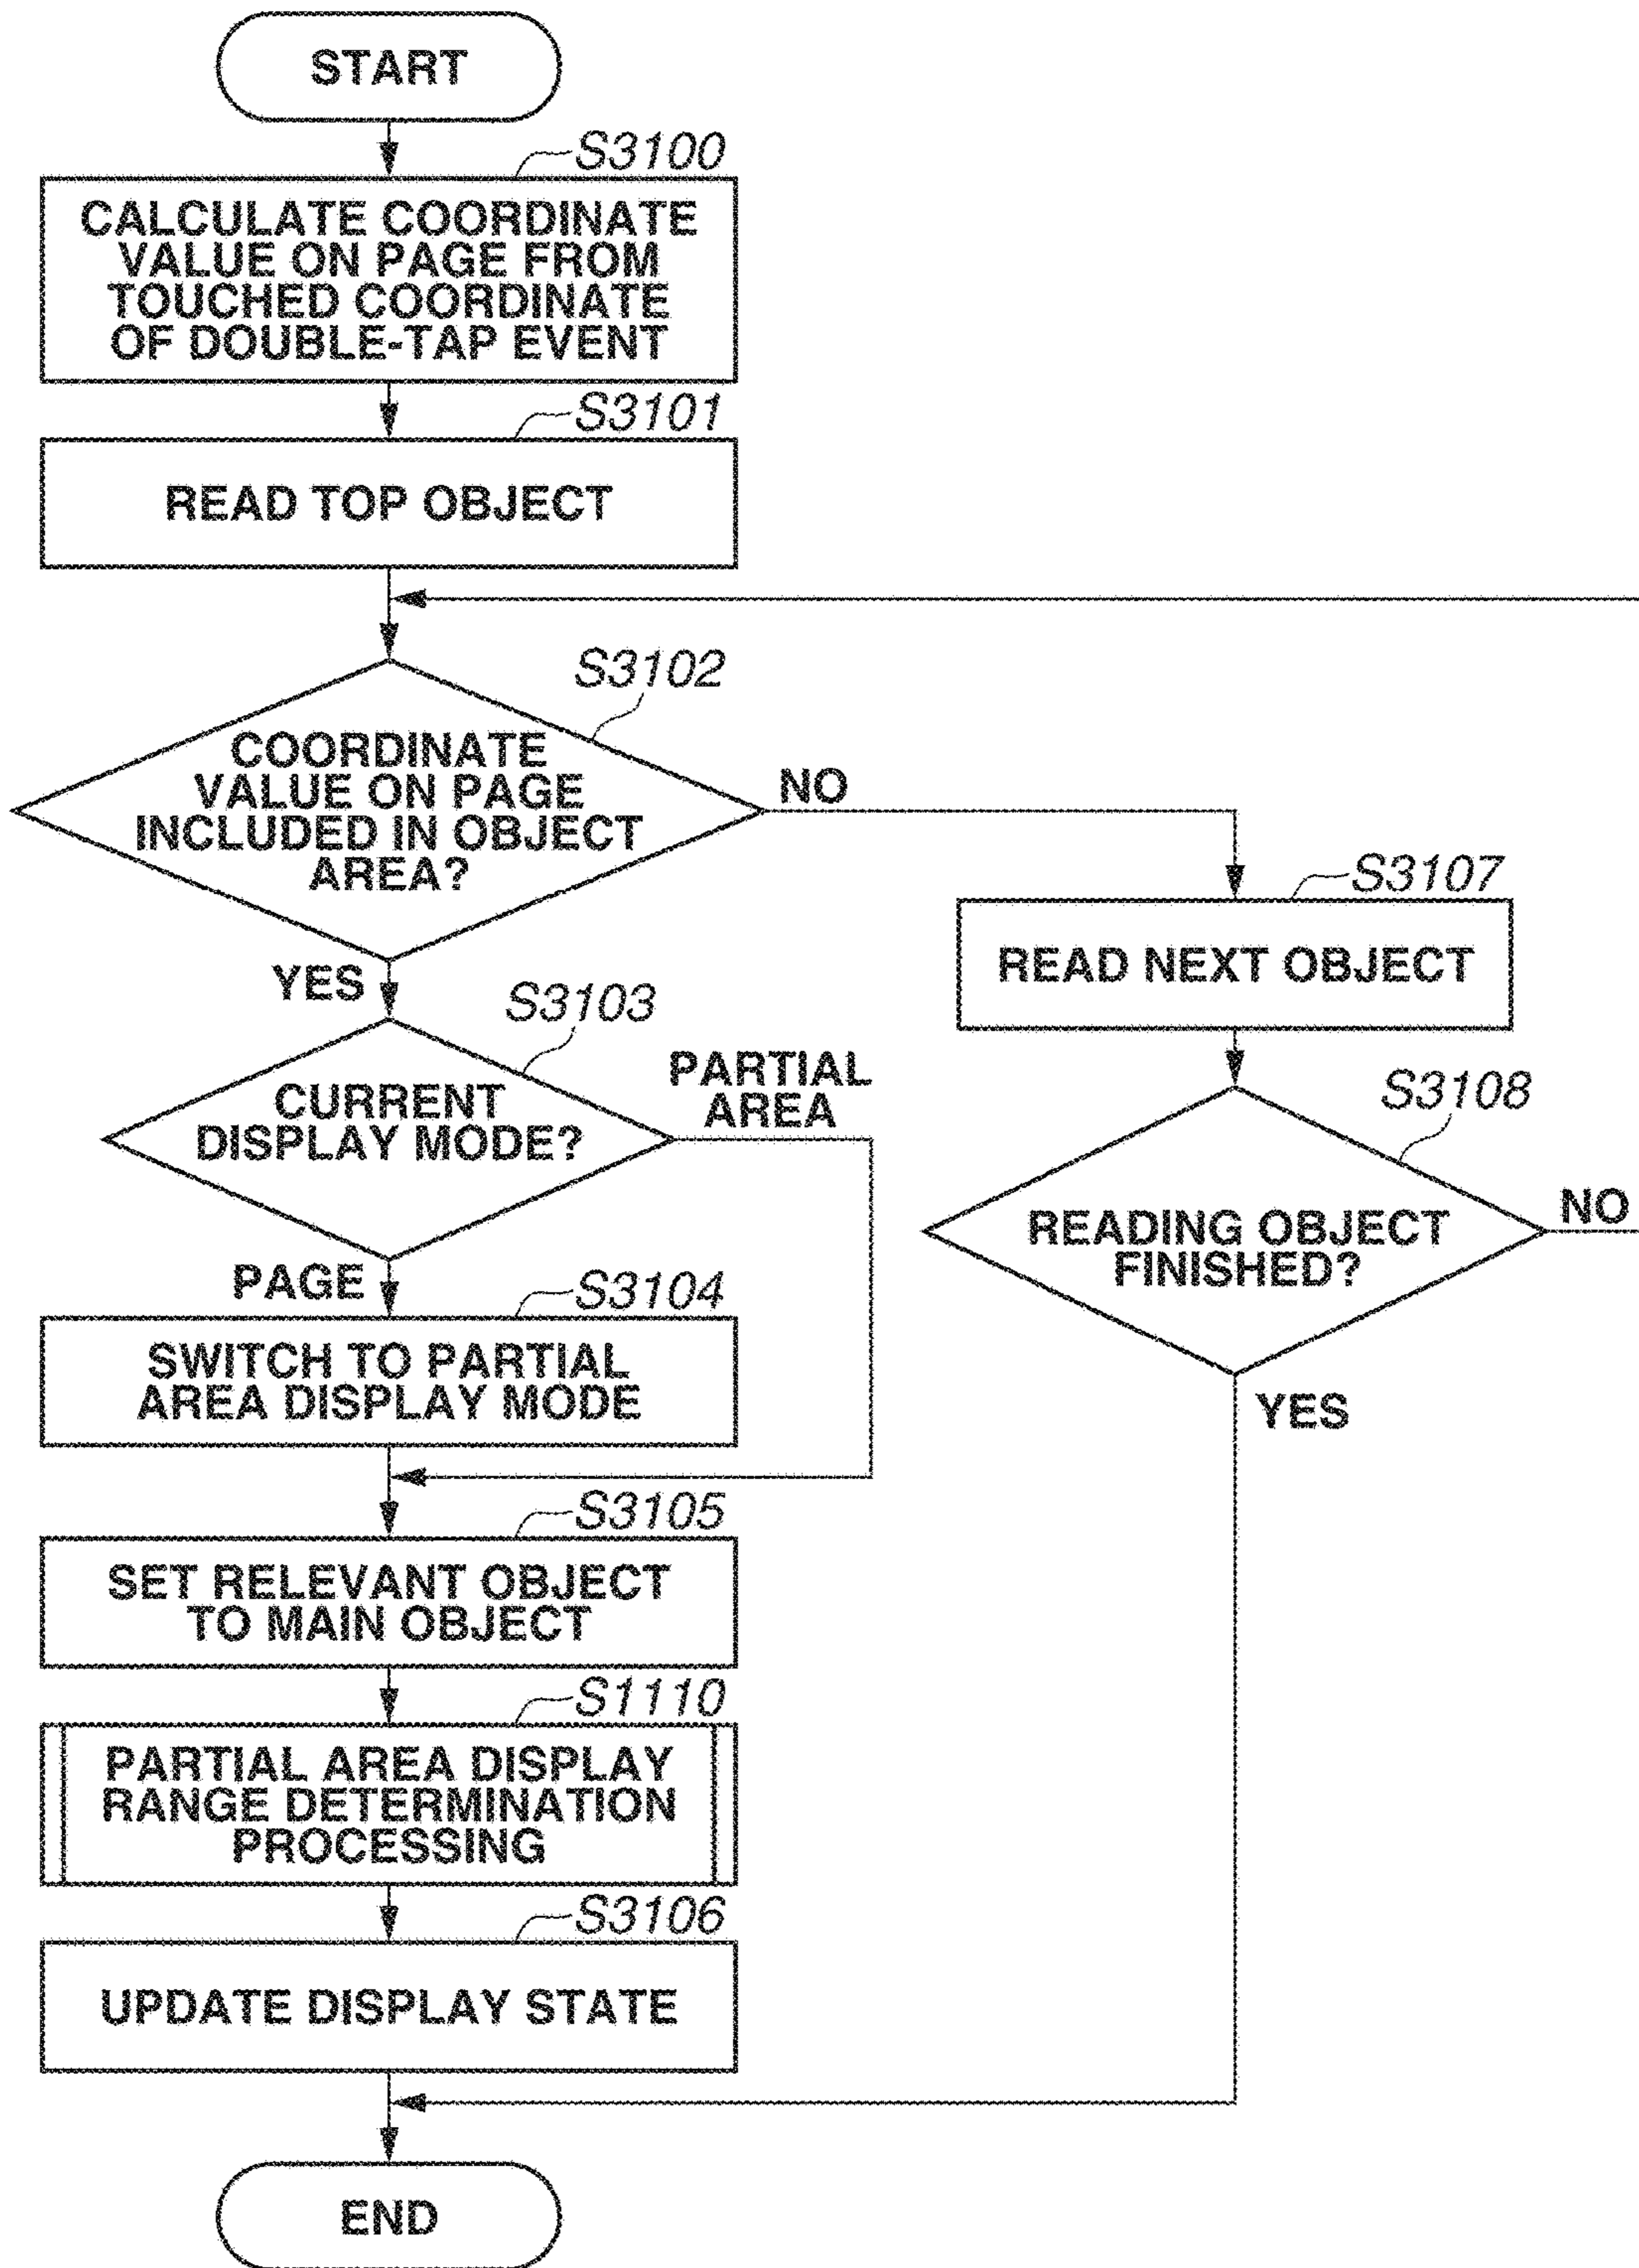 START
S3100
CALCULATE COORDINATE
VALUE ON PAGE FROM
TOUCHED COORDINATE
OF DOUBLE-TAP EVENT
S3101
READ TOP OBJECT
S3102
COORDINATE
VALUE ON PAGE
INCLUDED IN OBJECT
AREA?
NO
YES
S3107
READ NEXT OBJECT
S3103
CURRENT
DISPLAY MODE?
PARTIAL
AREA
PAGE
S3108
READING OBJECT
FINISHED?
NO
YES
S3104
SWITCH TO PARTIAL
AREA DISPLAY MODE
S3105
SET RELEVANT OBJECT
TO MAIN OBJECT
S1110
PARTIAL AREA DISPLAY
RANGE DETERMINATION
PROCESSING
S3106
UPDATE DISPLAY STATE
END